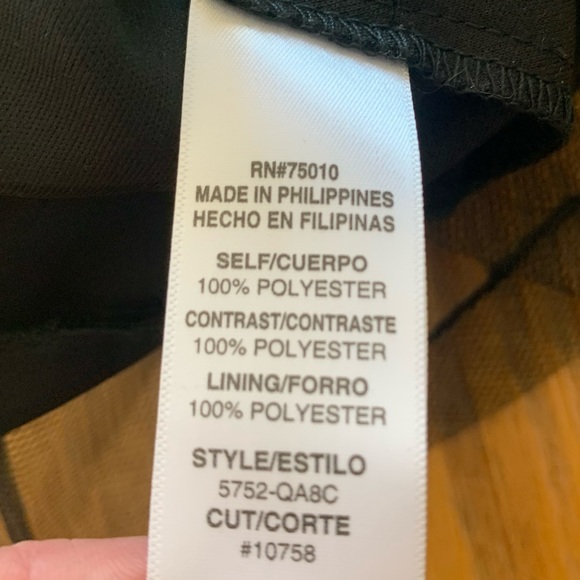 RN#75010
MADE IN PHILIPPINES
HECHO EN FILIPINAS
SELF/CUERPO
100% POLYESTER
CONTRAST/CONTRASTE
100% POLYESTER
LINING/FORRO
100% POLYESTER
STYLE/ESTILO
5752-QA8C
CUT/CORTE
#10758